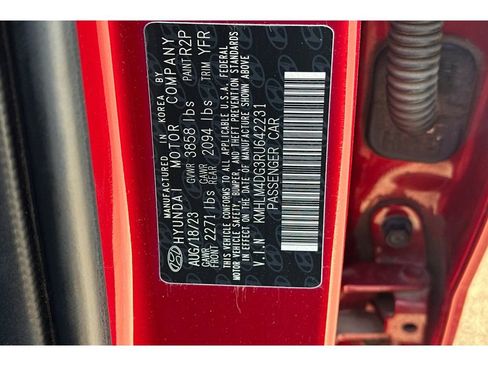 MANUFACTURED IN KOREA BY
HYUNDAI MOTOR COMPANY
AUG/18/23 GVWR 3858 lbs PAINT R2P
GAWR FRONT 2271 lbs GAWR REAR 2094 lbs TRIM YFR
THIS VEHICLE CONFORMS TO ALL APPLICABLE U.S.A. FEDERAL
MOTOR VEHICLE SAFETY, BUMPER, AND THEFT PREVENTION STANDARDS
IN EFFECT ON THE DATE OF MANUFACTURE SHOWN ABOVE.
V.I.N : KMHLM4DG3RU642231
PASSENGER CAR